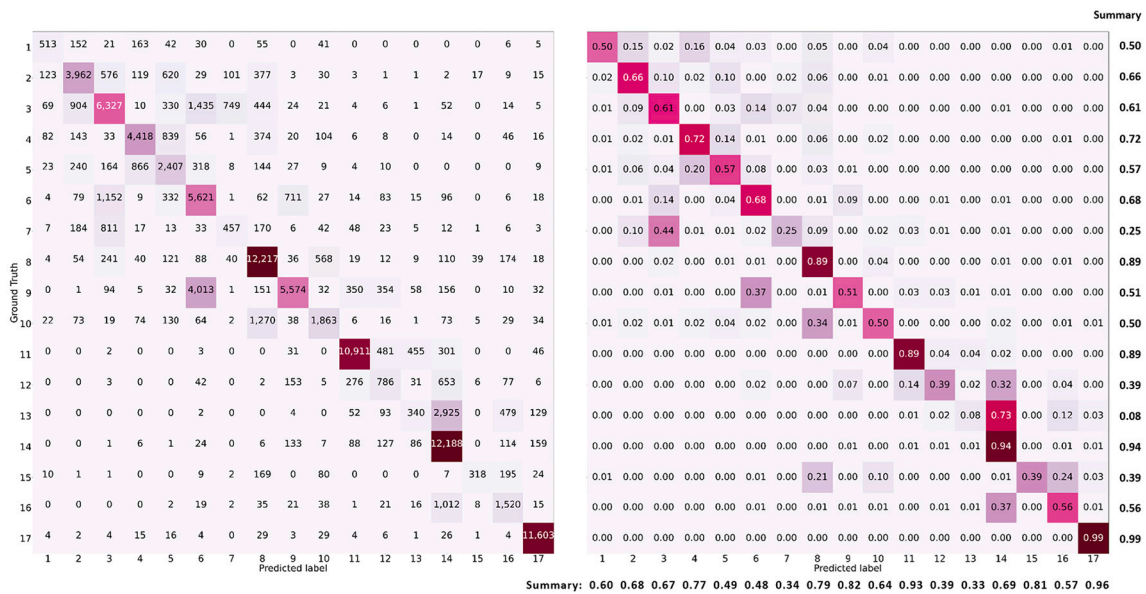 Summary
1 513 152 21 163 42 30 0 55 0 41 0 0 0 0 0 6 5 0.50 0.15 0.02 0.16 0.04 0.03 0.00 0.05 0.00 0.04 0.00 0.00 0.00 0.00 0.00 0.01 0.00 0.50
2 123 3,962 576 119 620 29 101 377 3 30 3 1 1 2 17 9 15 0.02 0.66 0.10 0.02 0.10 0.00 0.02 0.06 0.00 0.01 0.00 0.00 0.00 0.00 0.00 0.00 0.00 0.66
3 69 904 6,327 10 330 1,435 749 444 24 21 4 6 1 52 0 14 5 0.01 0.09 0.61 0.00 0.03 0.14 0.07 0.04 0.00 0.00 0.00 0.00 0.00 0.01 0.00 0.00 0.00 0.61
4 82 143 33 4,418 839 56 1 374 20 104 6 8 0 14 0 46 16 0.01 0.02 0.01 0.72 0.14 0.01 0.00 0.06 0.00 0.02 0.00 0.00 0.00 0.00 0.00 0.01 0.00 0.72
5 23 240 164 866 2,407 318 8 144 27 9 4 10 0 0 0 0 9 0.01 0.06 0.04 0.20 0.57 0.08 0.00 0.03 0.01 0.00 0.00 0.00 0.00 0.00 0.00 0.00 0.00 0.57
6 4 79 1,152 9 332 5,621 1 62 711 27 14 83 15 96 0 6 18 0.00 0.01 0.14 0.00 0.04 0.68 0.00 0.01 0.09 0.00 0.00 0.01 0.00 0.01 0.00 0.00 0.00 0.68
7 7 184 811 17 13 33 457 170 6 42 48 23 5 12 1 6 3 0.00 0.10 0.44 0.01 0.01 0.02 0.25 0.09 0.00 0.02 0.03 0.01 0.00 0.01 0.00 0.00 0.00 0.25
8 4 54 241 40 121 88 40 12,217 36 568 19 12 9 110 39 174 18 0.00 0.00 0.02 0.00 0.01 0.01 0.00 0.89 0.00 0.04 0.00 0.00 0.00 0.01 0.00 0.01 0.00 0.89
Ground Truth
9 0 1 94 5 32 4,013 1 151 5,574 32 350 354 58 156 0 10 32 0.00 0.00 0.01 0.00 0.00 0.37 0.00 0.01 0.51 0.00 0.03 0.03 0.01 0.01 0.00 0.00 0.00 0.51
10 22 73 19 74 130 64 2 1,270 38 1,863 6 16 1 73 5 29 34 0.01 0.02 0.01 0.02 0.04 0.02 0.00 0.34 0.01 0.50 0.00 0.00 0.00 0.02 0.00 0.01 0.01 0.50
11 0 0 2 0 0 3 0 0 31 0 10,911 481 455 301 0 0 46 0.00 0.00 0.00 0.00 0.00 0.00 0.00 0.00 0.00 0.00 0.89 0.04 0.04 0.02 0.00 0.00 0.00 0.89
12 0 0 3 0 0 42 0 2 153 5 276 786 31 653 6 77 6 0.00 0.00 0.00 0.00 0.00 0.02 0.00 0.00 0.07 0.00 0.14 0.39 0.02 0.32 0.00 0.04 0.00 0.39
13 0 0 0 0 0 2 0 0 4 0 52 93 340 2,925 0 479 129 0.00 0.00 0.00 0.00 0.00 0.00 0.00 0.00 0.00 0.00 0.01 0.02 0.08 0.73 0.00 0.12 0.03 0.08
14 0 0 1 6 1 24 0 6 133 7 88 127 86 12,188 0 114 159 0.00 0.00 0.00 0.00 0.00 0.00 0.00 0.00 0.01 0.00 0.01 0.01 0.01 0.94 0.00 0.01 0.01 0.94
15 10 1 1 0 0 9 2 169 0 80 0 0 0 7 318 195 24 0.01 0.00 0.00 0.00 0.00 0.01 0.00 0.21 0.00 0.10 0.00 0.00 0.00 0.01 0.39 0.24 0.03 0.39
16 0 0 0 0 2 19 2 35 21 38 1 21 16 1,012 8 1,520 15 0.00 0.00 0.00 0.00 0.00 0.01 0.00 0.01 0.01 0.01 0.00 0.01 0.01 0.37 0.00 0.56 0.01 0.56
17 4 2 4 15 16 4 0 29 3 29 4 6 1 26 1 4 11,603 0.00 0.00 0.00 0.00 0.00 0.00 0.00 0.00 0.00 0.00 0.00 0.00 0.00 0.00 0.00 0.00 0.99 0.99
1 2 3 4 5 6 7 8 9 10 11 12 13 14 15 16 17 1 2 3 4 5 6 7 8 9 10 11 12 13 14 15 16 17
Predicted label Predicted label
Summary: 0.60 0.68 0.67 0.77 0.49 0.48 0.34 0.79 0.82 0.64 0.93 0.39 0.33 0.69 0.81 0.57 0.96